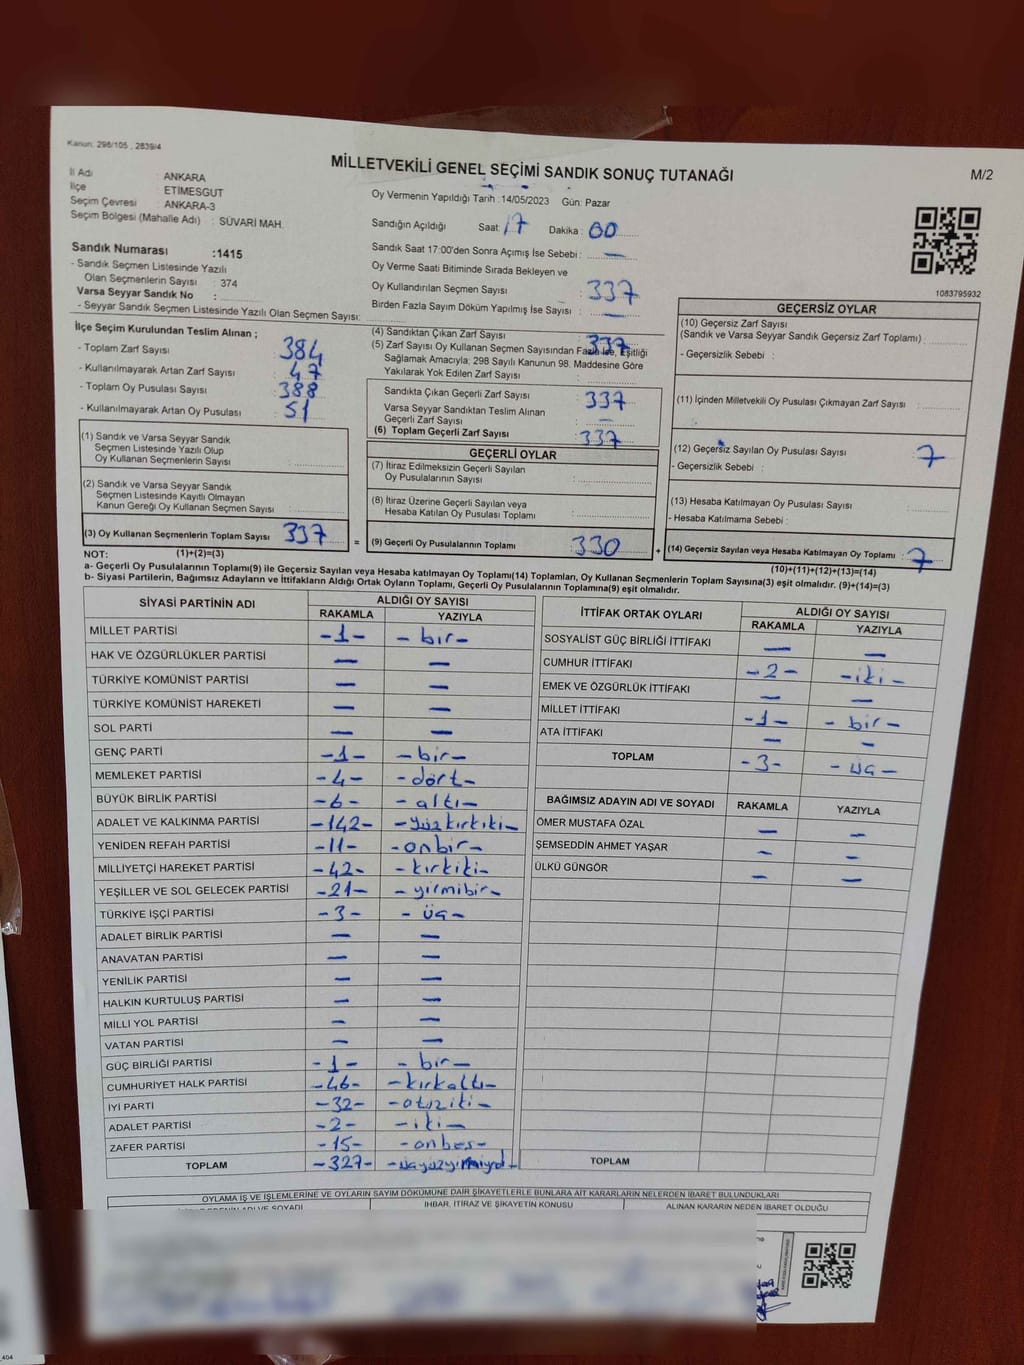 Kanun: 298/105 , 2839/4
MİLLETVEKİLİ GENEL SEÇİMİ SANDIK SONUÇ TUTANAĞI
M/2
İl Adı : ANKARA
İlçe : ETİMESGUT
Seçim Çevresi : ANKARA-3
Seçim Bölgesi (Mahalle Adı) : SÜVARİ MAH.
Oy Vermenin Yapıldığı Tarih :14/05/2023 Gün: Pazar
Sandığın Açıldığı Saat: 17 Dakika : 00
Sandık Saat 17:00'den Sonra Açımış İse Sebebi : —
Oy Verme Saati Bitiminde Sırada Bekleyen ve
Oy Kullandırılan Seçmen Sayısı : 337
Birden Fazla Sayım Döküm Yapılmış İse Sayısı : —
Sandık Numarası :1415
- Sandık Seçmen Listesinde Yazılı
Olan Seçmenlerin Sayısı : 374
Varsa Seyyar Sandık No :
- Seyyar Sandık Seçmen Listesinde Yazılı Olan Seçmen Sayısı:
1083795932
İlçe Seçim Kurulundan Teslim Alınan ;
- Toplam Zarf Sayısı : 384
- Kullanılmayarak Artan Zarf Sayısı : 47
- Toplam Oy Pusulası Sayısı : 388
- Kullanılmayarak Artan Oy Pusulası : 51
(1) Sandık ve Varsa Seyyar Sandık
Seçmen Listesinde Yazılı Olup
Oy Kullanan Seçmenlerin Sayısı :
(2) Sandık ve Varsa Seyyar Sandık
Seçmen Listesinde Kayıtlı Olmayan
Kanun Gereği Oy Kullanan Seçmen Sayısı :
(3) Oy Kullanan Seçmenlerin Toplam Sayısı : 337
(1)+(2)=(3)
(4) Sandıktan Çıkan Zarf Sayısı : 337
(5) Zarf Sayısı Oy Kullanan Seçmen Sayısından Fazla İse, Eşitliği
Sağlamak Amacıyla; 298 Sayılı Kanunun 98. Maddesine Göre
Yakılarak Yok Edilen Zarf Sayısı :
Sandıkta Çıkan Geçerli Zarf Sayısı : 337
Varsa Seyyar Sandıktan Teslim Alınan
Geçerli Zarf Sayısı : —
(6) Toplam Geçerli Zarf Sayısı : 337
GEÇERLİ OYLAR
(7) İtiraz Edilmeksizin Geçerli Sayılan
Oy Pusulalarının Sayısı :
(8) İtiraz Üzerine Geçerli Sayılan veya
Hesaba Katılan Oy Pusulası Toplamı :
= (9) Geçerli Oy Pusulalarının Toplamı : 330
GEÇERSİZ OYLAR
(10) Geçersiz Zarf Sayısı
(Sandık ve Varsa Seyyar Sandık Geçersiz Zarf Toplamı) :
- Geçersizlik Sebebi :
(11) İçinden Milletvekili Oy Pusulası Çıkmayan Zarf Sayısı :
(12) Geçersiz Sayılan Oy Pusulası Sayısı : 7
- Geçersizlik Sebebi :
(13) Hesaba Katılmayan Oy Pusulası Sayısı :
- Hesaba Katılmama Sebebi :
+ (14) Geçersiz Sayılan veya Hesaba Katılmayan Oy Toplamı : 7
(10)+(11)+(12)+(13)=(14)
NOT:
a- Geçerli Oy Pusulalarının Toplamı(9) ile Geçersiz Sayılan veya Hesaba katılmayan Oy Toplamı(14) Toplamları, Oy Kullanan Seçmenlerin Toplam Sayısına(3) eşit olmalıdır. (9)+(14)=(3)
b- Siyasi Partilerin, Bağımsız Adayların ve İttifakların Aldığı Ortak Oyların Toplamı, Geçerli Oy Pusulalarının Toplamına(9) eşit olmalıdır.
SİYASİ PARTİNİN ADI ALDIĞI OY SAYISI
RAKAMLA YAZIYLA
MİLLET PARTİSİ -1- -bir-
HAK VE ÖZGÜRLÜKLER PARTİSİ — —
TÜRKİYE KOMÜNİST PARTİSİ — —
TÜRKİYE KOMÜNİST HAREKETİ — —
SOL PARTİ — —
GENÇ PARTİ -1- -bir-
MEMLEKET PARTİSİ -4- -dört-
BÜYÜK BİRLİK PARTİSİ -6- -altı-
ADALET VE KALKINMA PARTİSİ -142- -yüzkırkiki-
YENİDEN REFAH PARTİSİ -11- -onbir-
MİLLİYETÇİ HAREKET PARTİSİ -42- -kırkiki-
YEŞİLLER VE SOL GELECEK PARTİSİ -21- -yirmibir-
TÜRKİYE İŞÇİ PARTİSİ -3- -üç-
ADALET BİRLİK PARTİSİ — —
ANAVATAN PARTİSİ — —
YENİLİK PARTİSİ — —
HALKIN KURTULUŞ PARTİSİ — —
MİLLİ YOL PARTİSİ — —
VATAN PARTİSİ — —
GÜÇ BİRLİĞİ PARTİSİ -1- -bir-
CUMHURİYET HALK PARTİSİ -46- -kırkaltı-
İYİ PARTİ -32- -otuziki-
ADALET PARTİSİ -2- -iki-
ZAFER PARTİSİ -15- -onbeş-
TOPLAM -327- -üçyüzyirmiyedi-
İTTİFAK ORTAK OYLARI ALDIĞI OY SAYISI
RAKAMLA YAZIYLA
SOSYALİST GÜÇ BİRLİĞİ İTTİFAKI — —
CUMHUR İTTİFAKI -2- -iki-
EMEK VE ÖZGÜRLÜK İTTİFAKI — —
MİLLET İTTİFAKI -1- -bir-
ATA İTTİFAKI — —
TOPLAM -3- -üç-
BAĞIMSIZ ADAYIN ADI VE SOYADI RAKAMLA YAZIYLA
ÖMER MUSTAFA ÖZAL — —
ŞEMSEDDİN AHMET YAŞAR — —
ÜLKÜ GÜNGÖR — —
TOPLAM
OYLAMA İŞ VE İŞLEMLERİNE VE OYLARIN SAYIM DÖKÜMÜNE DAİR ŞİKAYETLERLE BUNLARA AİT KARARLARIN NELERDEN İBARET BULUNDUKLARI
ADI VE SOYADI İHBAR, İTİRAZ VE ŞİKAYETİN KONUSU ALINAN KARARIN NEDEN İBARET OLDUĞU
404